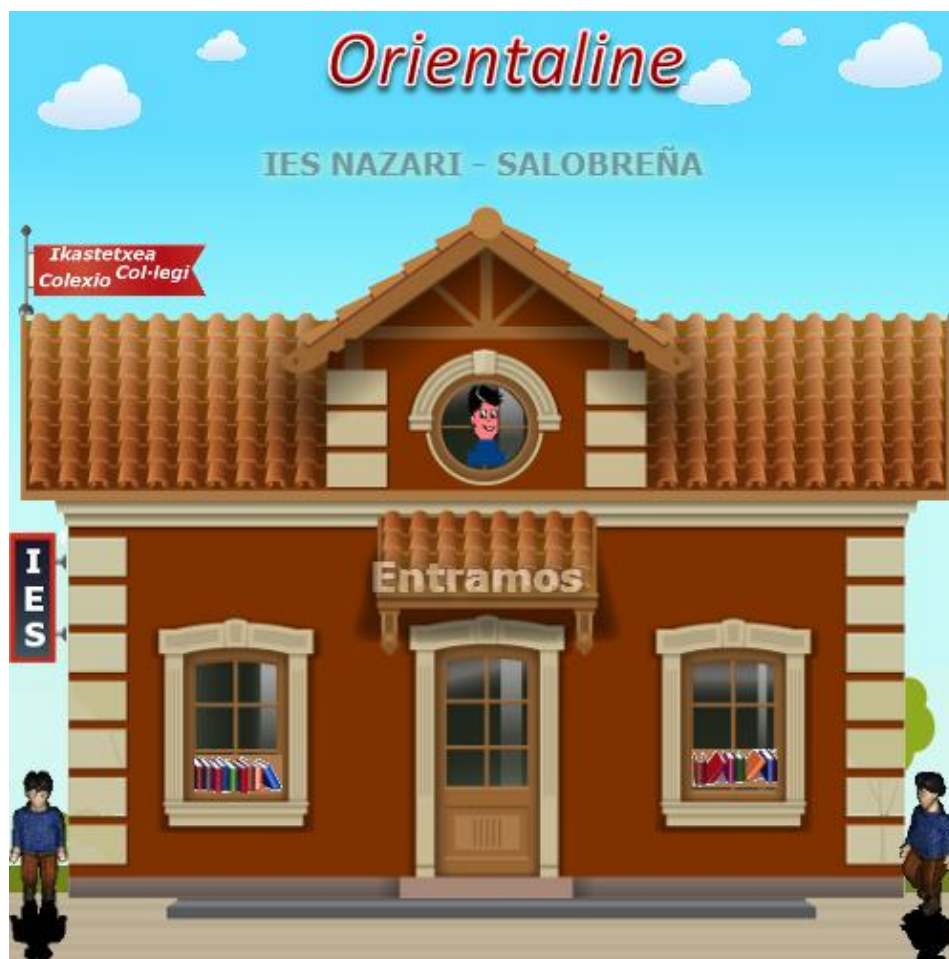 Orientaline
IES NAZARI - SALOBREÑA
Ikastetxea
Colexio Col·legi
Entramos
I
E
S